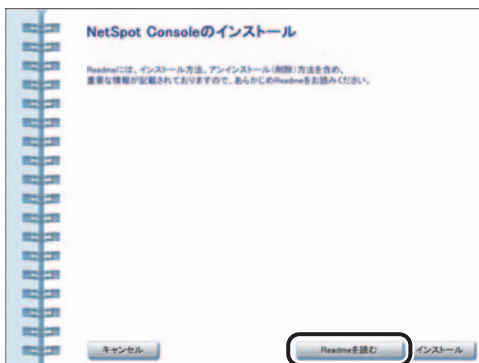 NetSpot Consoleのインストール
Readmeには、インストール方法、アンインストール(削除)方法を含め、
重要な情報が記載されておりますので、あらかじめReadmeをお読みください。
キャンセル
Readmeを読む
インストール